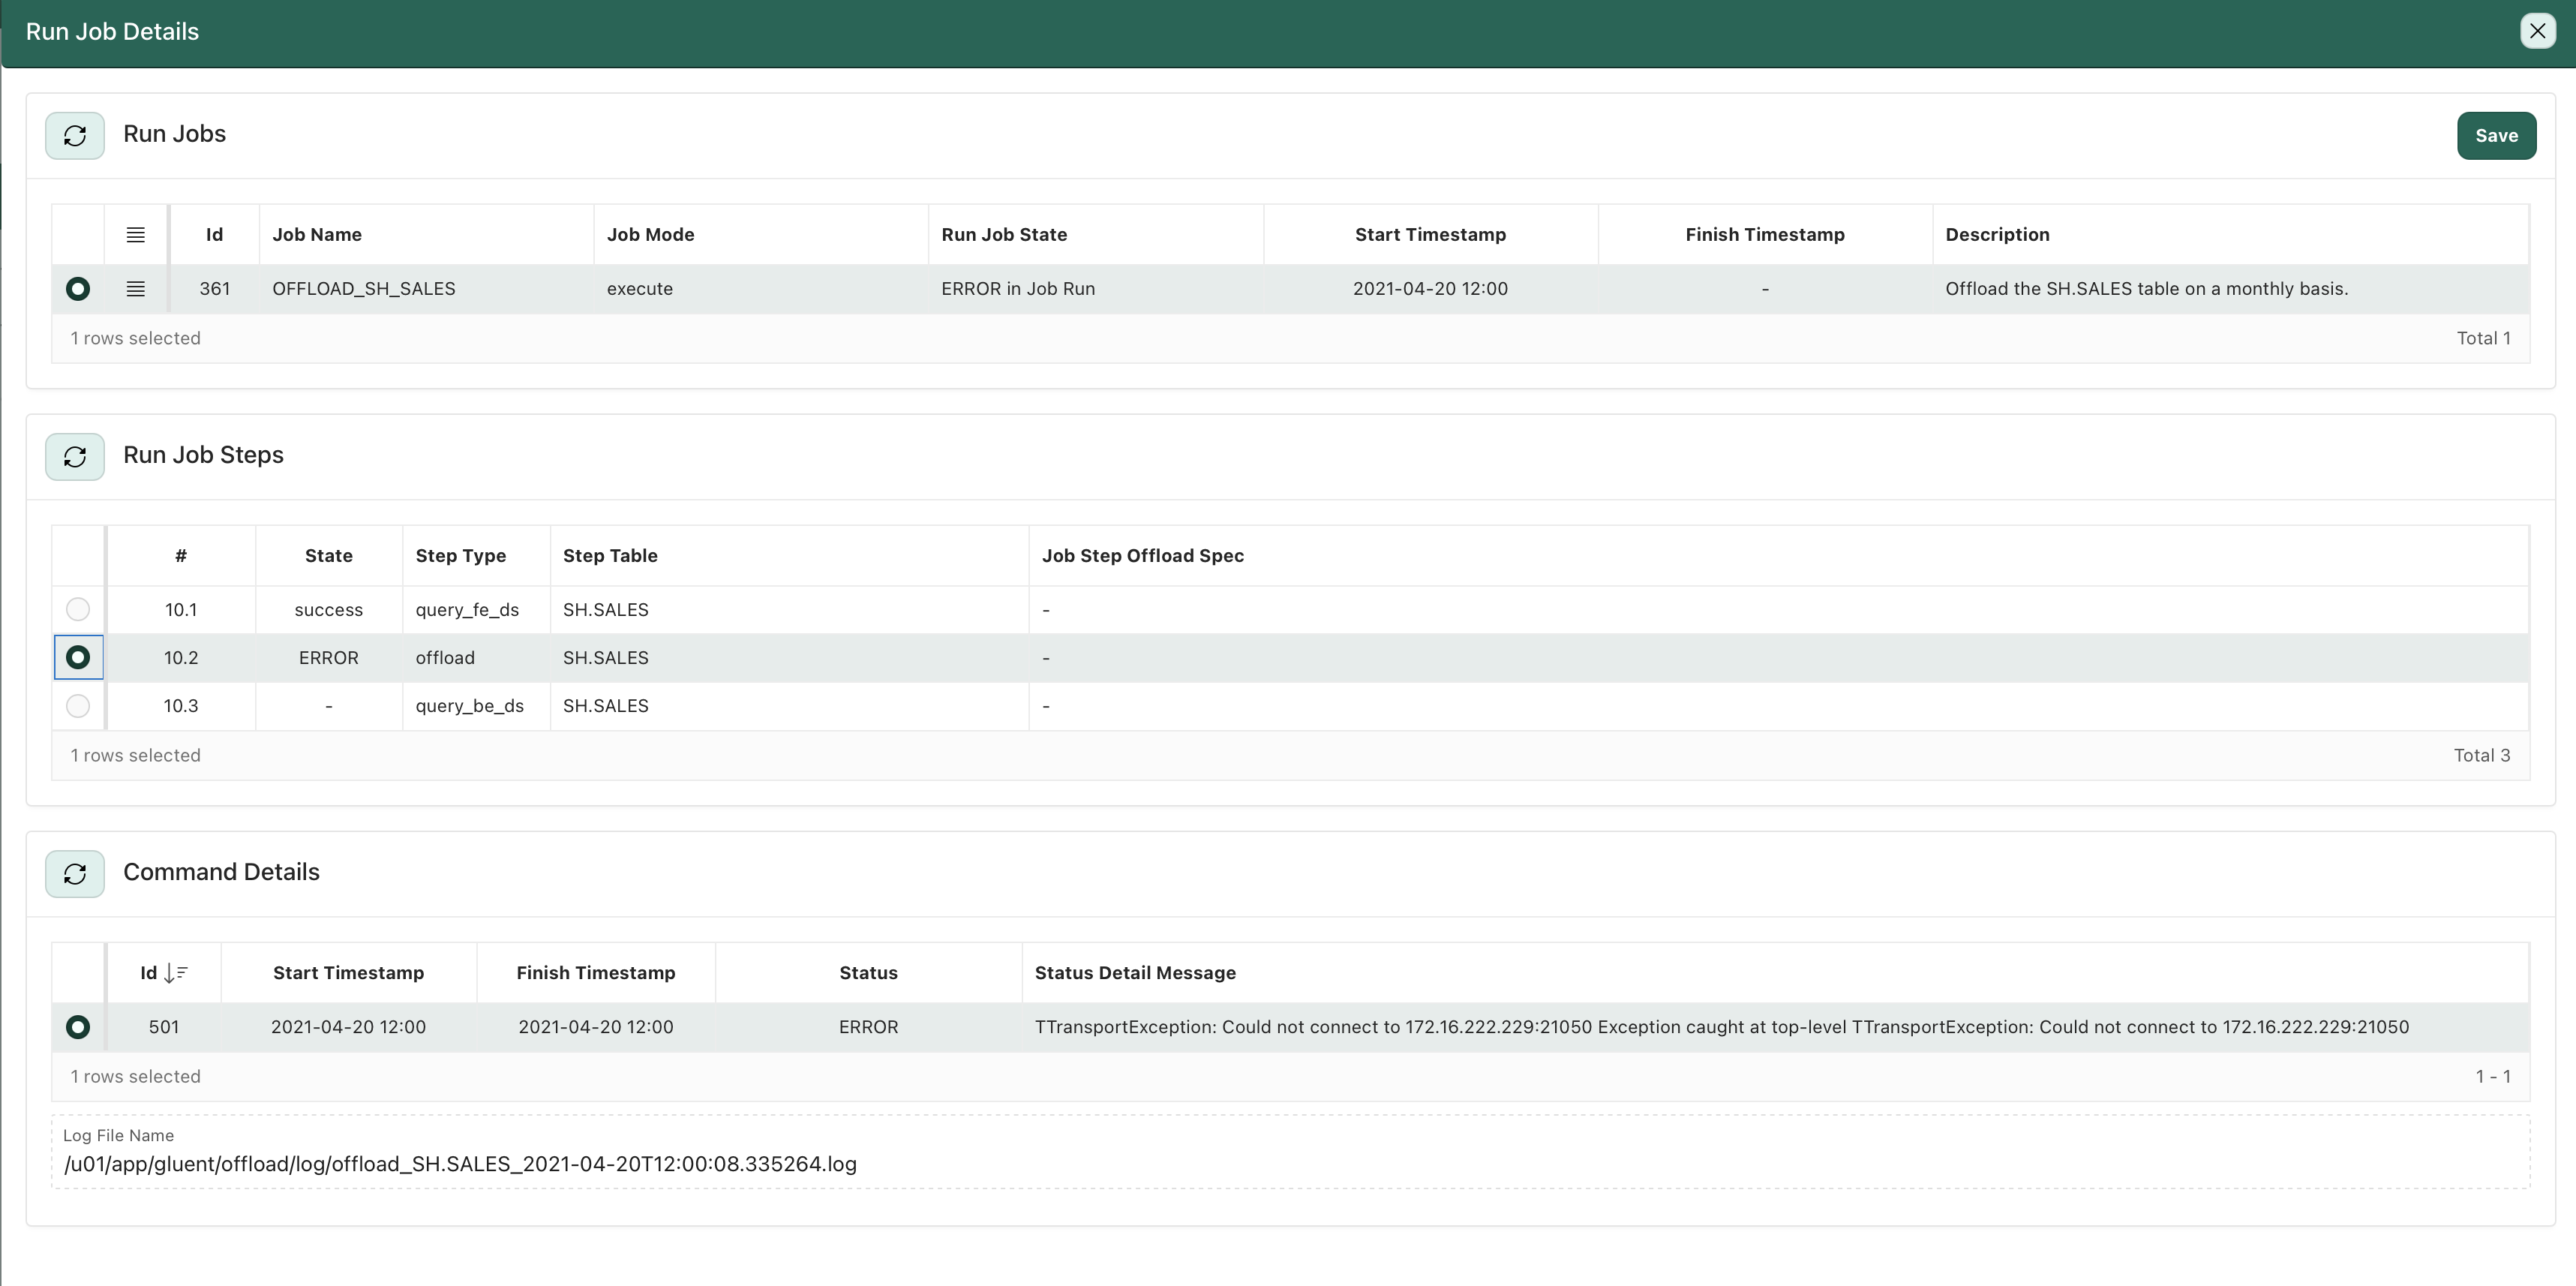 Run Job Details
Run Jobs
Save
Id Job Name Job Mode Run Job State Start Timestamp Finish Timestamp Description
361 OFFLOAD_SH_SALES execute ERROR in Job Run 2021-04-20 12:00 - Offload the SH.SALES table on a monthly basis.
1 rows selected Total 1
Run Job Steps
# State Step Type Step Table Job Step Offload Spec
10.1 success query_fe_ds SH.SALES -
10.2 ERROR offload SH.SALES -
10.3 - query_be_ds SH.SALES -
1 rows selected Total 3
Command Details
Id Start Timestamp Finish Timestamp Status Status Detail Message
501 2021-04-20 12:00 2021-04-20 12:00 ERROR TTransportException: Could not connect to 172.16.222.229:21050 Exception caught at top-level TTransportException: Could not connect to 172.16.222.229:21050
1 rows selected 1 - 1
Log File Name
/u01/app/gluent/offload/log/offload_SH.SALES_2021-04-20T12:00:08.335264.log